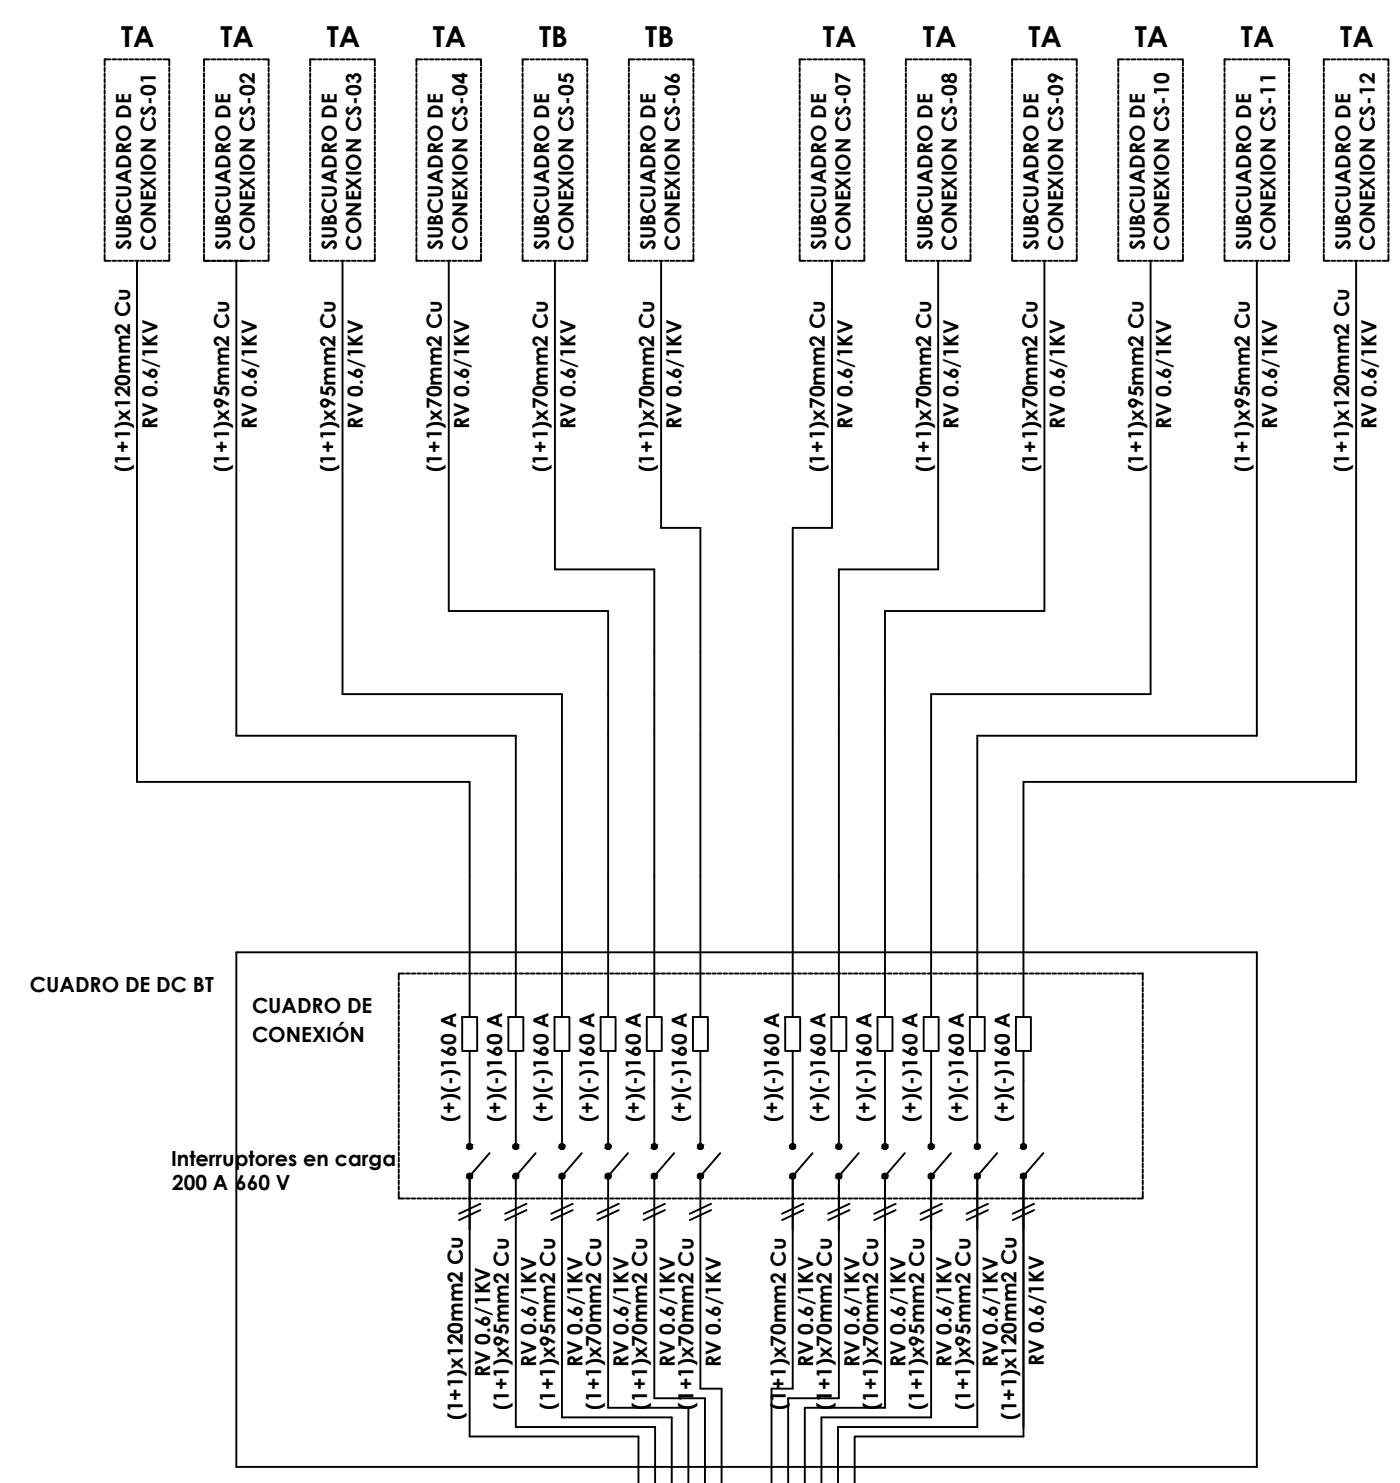 TA
TA
TA
TA
TB
TB
TA
TA
TA
TA
TA
TA
SUBCUADRO DE
CONEXION CS-01
SUBCUADRO DE
CONEXION CS-02
SUBCUADRO DE
CONEXION CS-03
SUBCUADRO DE
CONEXION CS-04
SUBCUADRO DE
CONEXION CS-05
SUBCUADRO DE
CONEXION CS-06
SUBCUADRO DE
CONEXION CS-07
SUBCUADRO DE
CONEXION CS-08
SUBCUADRO DE
CONEXION CS-09
SUBCUADRO DE
CONEXION CS-10
SUBCUADRO DE
CONEXION CS-11
SUBCUADRO DE
CONEXION CS-12
(1+1)x120mm2 Cu
RV 0.6/1KV
(1+1)x95mm2 Cu
RV 0.6/1KV
(1+1)x95mm2 Cu
RV 0.6/1KV
(1+1)x70mm2 Cu
RV 0.6/1KV
(1+1)x70mm2 Cu
RV 0.6/1KV
(1+1)x70mm2 Cu
RV 0.6/1KV
(1+1)x70mm2 Cu
RV 0.6/1KV
(1+1)x70mm2 Cu
RV 0.6/1KV
(1+1)x70mm2 Cu
RV 0.6/1KV
(1+1)x95mm2 Cu
RV 0.6/1KV
(1+1)x95mm2 Cu
RV 0.6/1KV
(1+1)x120mm2 Cu
RV 0.6/1KV
CUADRO DE DC BT
CUADRO DE
CONEXIÓN
(+)(-)160 A
(+)(-)160 A
(+)(-)160 A
(+)(-)160 A
(+)(-)160 A
(+)(-)160 A
(+)(-)160 A
(+)(-)160 A
(+)(-)160 A
(+)(-)160 A
(+)(-)160 A
(+)(-)160 A
Interruptores en carga
200 A 660 V
(1+1)x120mm2 Cu
RV 0.6/1KV
(1+1)x95mm2 Cu
RV 0.6/1KV
(1+1)x95mm2 Cu
RV 0.6/1KV
(1+1)x70mm2 Cu
RV 0.6/1KV
(1+1)x70mm2 Cu
RV 0.6/1KV
(1+1)x70mm2 Cu
RV 0.6/1KV
(1+1)x70mm2 Cu
RV 0.6/1KV
(1+1)x70mm2 Cu
RV 0.6/1KV
(1+1)x70mm2 Cu
RV 0.6/1KV
(1+1)x95mm2 Cu
RV 0.6/1KV
(1+1)x95mm2 Cu
RV 0.6/1KV
(1+1)x120mm2 Cu
RV 0.6/1KV